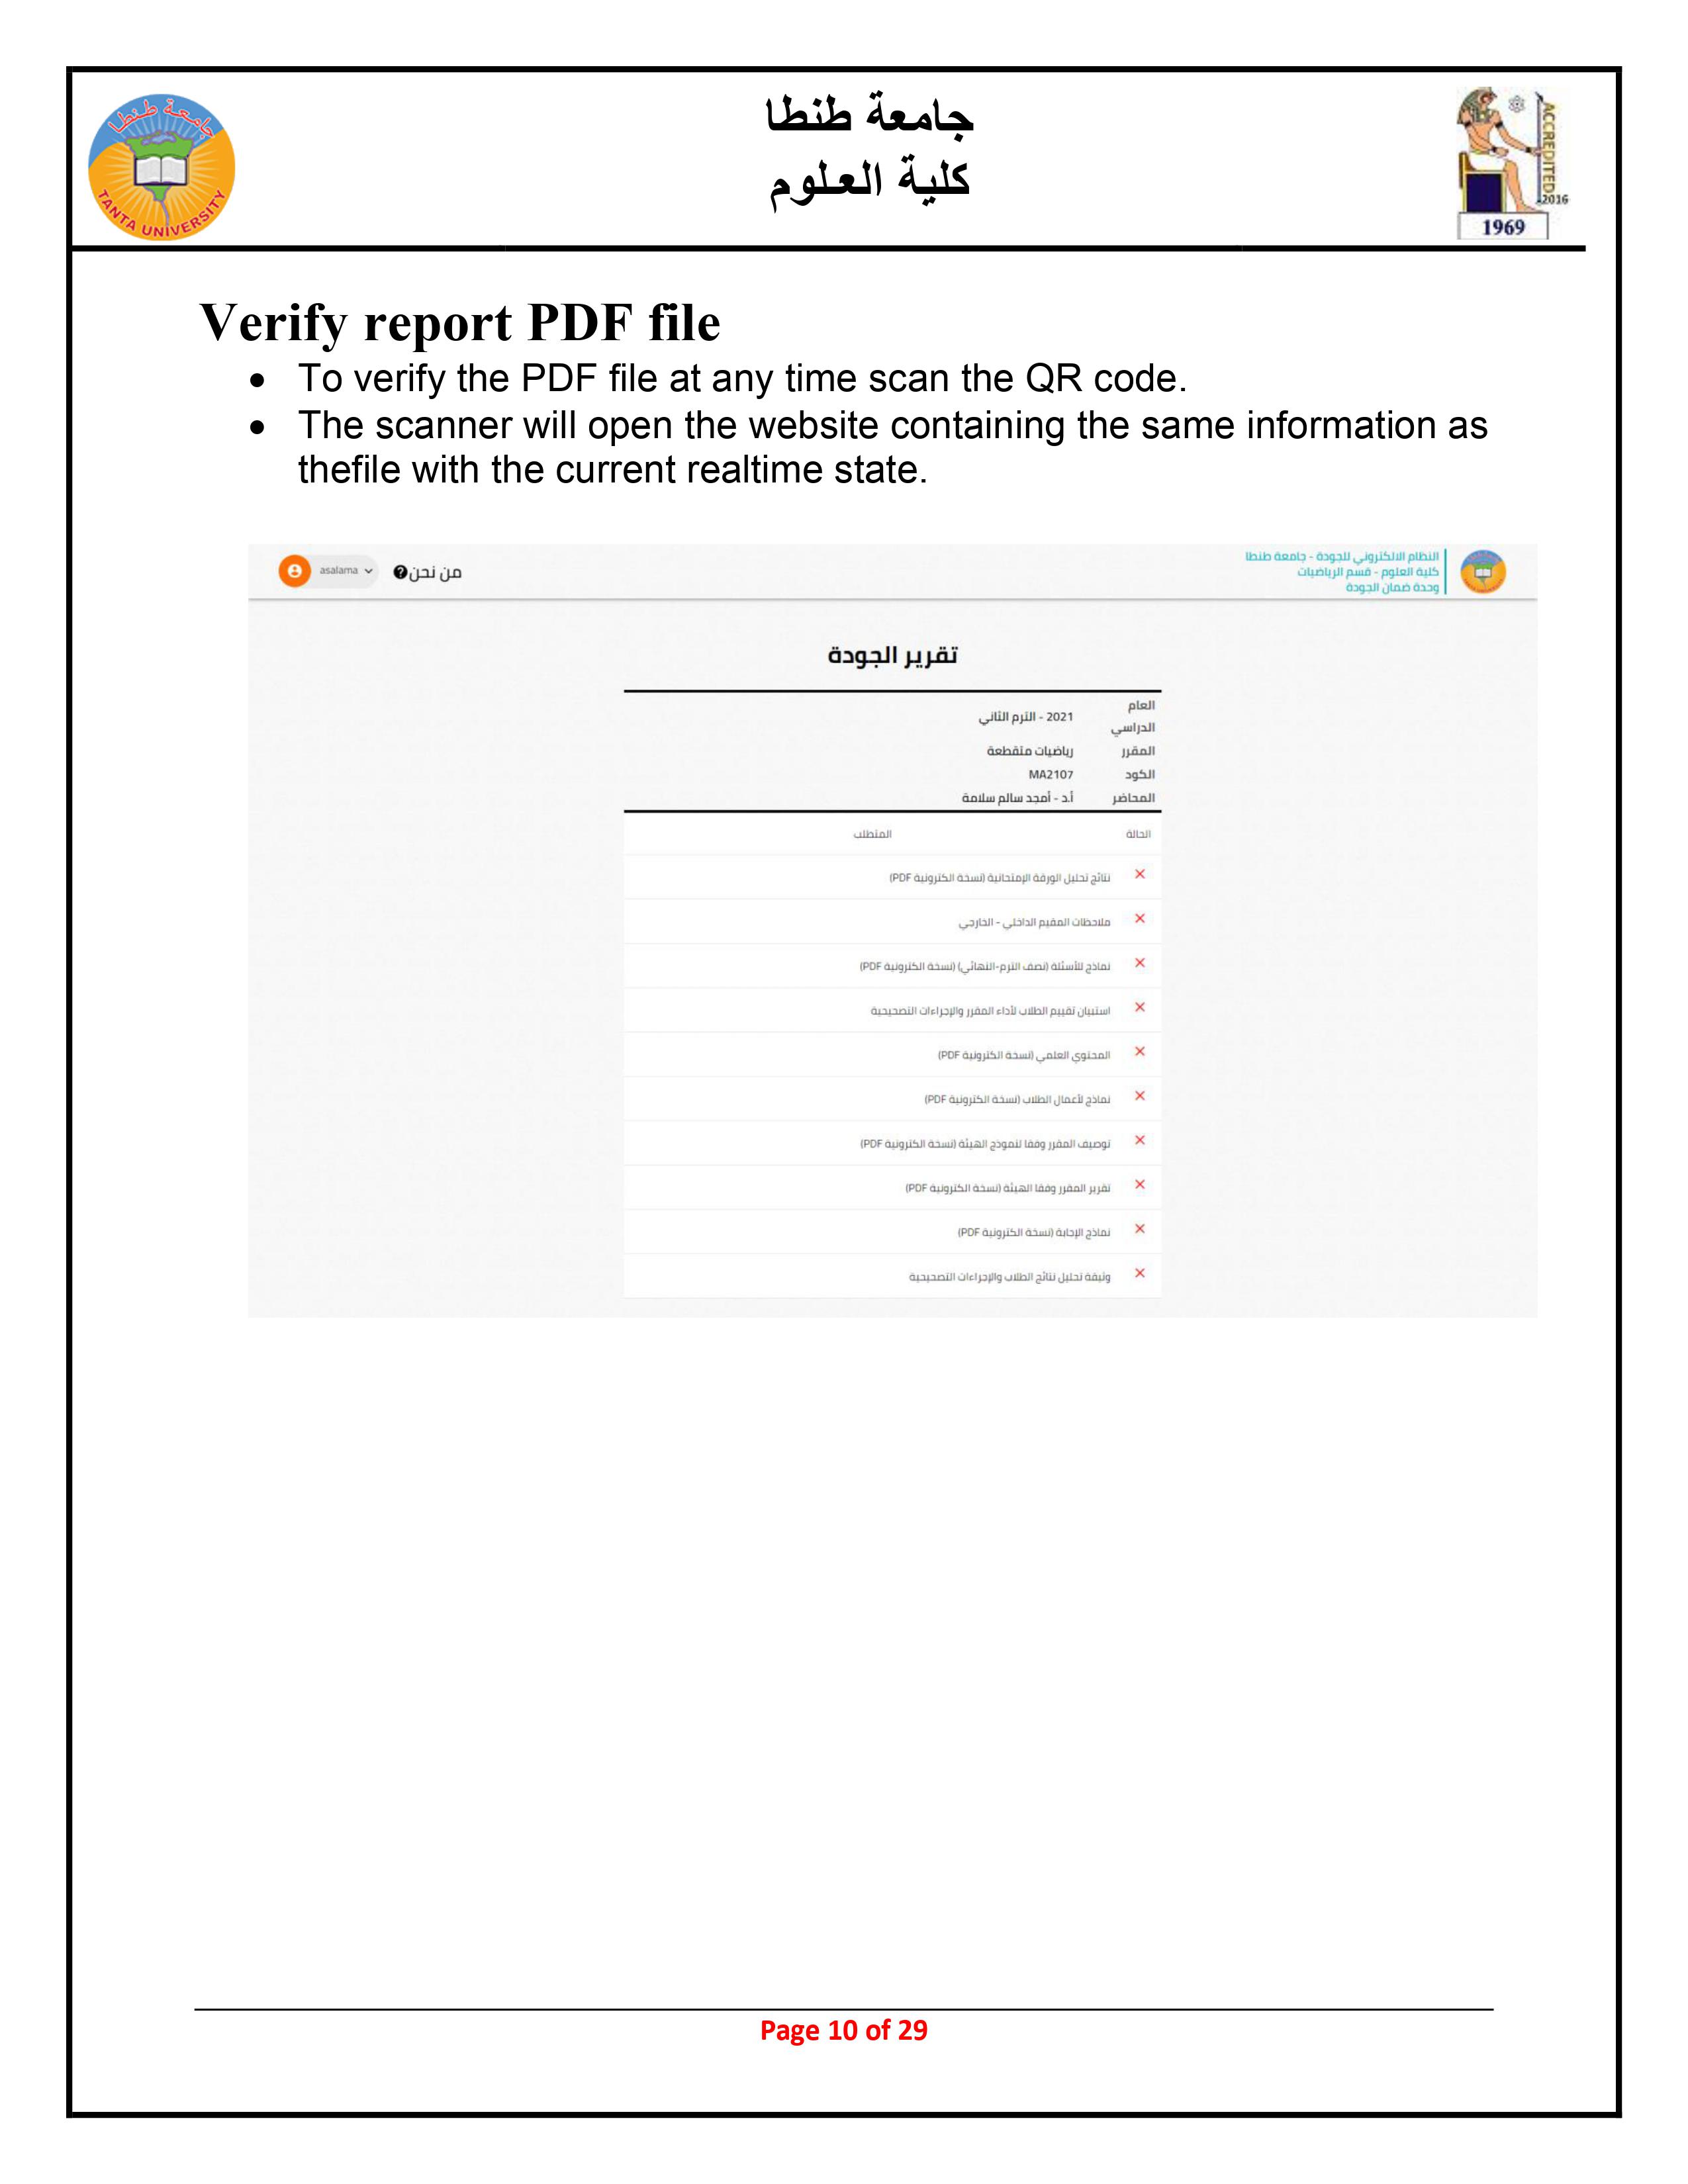 جامعة طنطا
TANTA UNIVERSITY
جامعة طنطا
كلية العلوم
ACCREDITED
2016
1969
Verify report PDF file
• To verify the PDF file at any time scan the QR code.
• The scanner will open the website containing the same information as
thefile with the current realtime state.
النظام الالكتروني للجودة - جامعة طنطا
كلية العلوم - قسم الرياضيات
وحدة ضمان الجودة
من نحن
asalama
تقرير الجودة
العام
الدراسي
2021 - الترم الثاني
المقرر رياضيات متقطعة
الكود MA2107
المحاضر أ.د - أمجد سالم سلامة
الحالة المتطلب
نتائج تحليل الورقة الإمتحانية (نسخة الكترونية PDF)
ملاحظات المقيم الداخلي - الخارجي
نماذج للأسئلة (نصف الترم-النهائي) (نسخة الكترونية PDF)
استبيان تقييم الطلاب لأداء المقرر والإجراءات التصحيحية
المحتوي العلمي (نسخة الكترونية PDF)
نماذج لأعمال الطلاب (نسخة الكترونية PDF)
توصيف المقرر وفقا لنموذج الهيئة (نسخة الكترونية PDF)
تقرير المقرر وفقا الهيئة (نسخة الكترونية PDF)
نماذج الإجابة (نسخة الكترونية PDF)
وثيقة تحليل نتائج الطلاب والإجراءات التصحيحية
Page 10 of 29